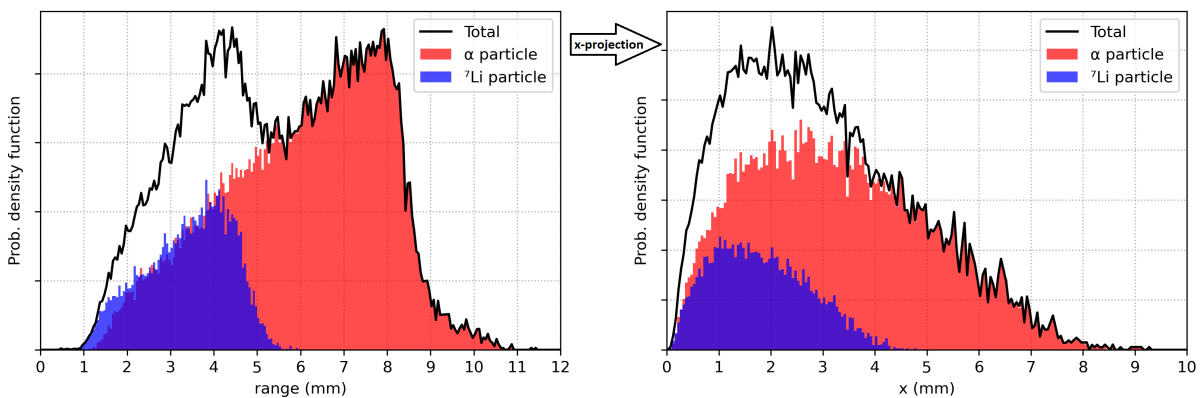 Total
α particle
⁷Li particle
Prob. density function
0 1 2 3 4 5 6 7 8 9 10 11 12
range (mm)
x-projection
Total
α particle
⁷Li particle
Prob. density function
0 1 2 3 4 5 6 7 8 9 10
x (mm)